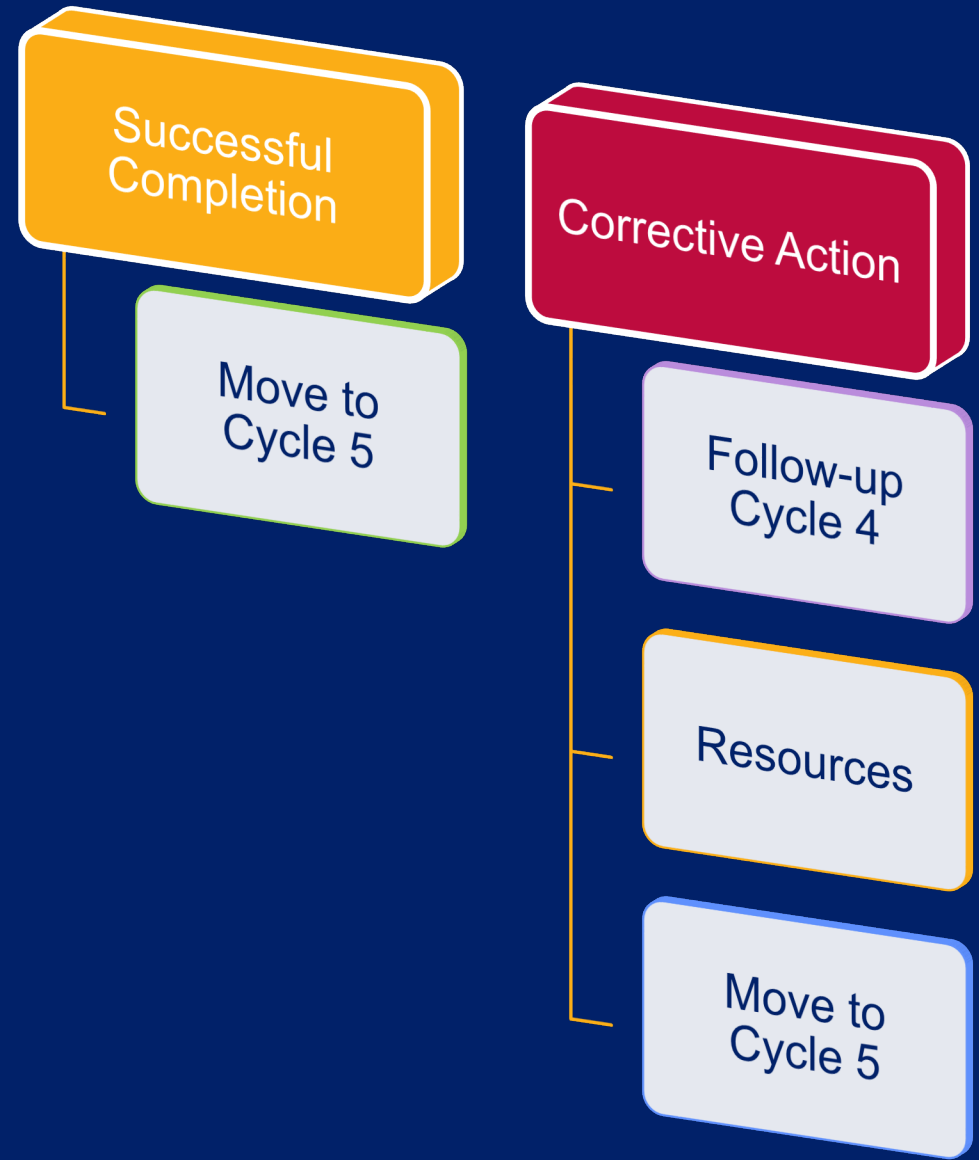 Successful
Completion
Move to
Cycle 5
Corrective Action
Follow-up
Cycle 4
Resources
Move to
Cycle 5